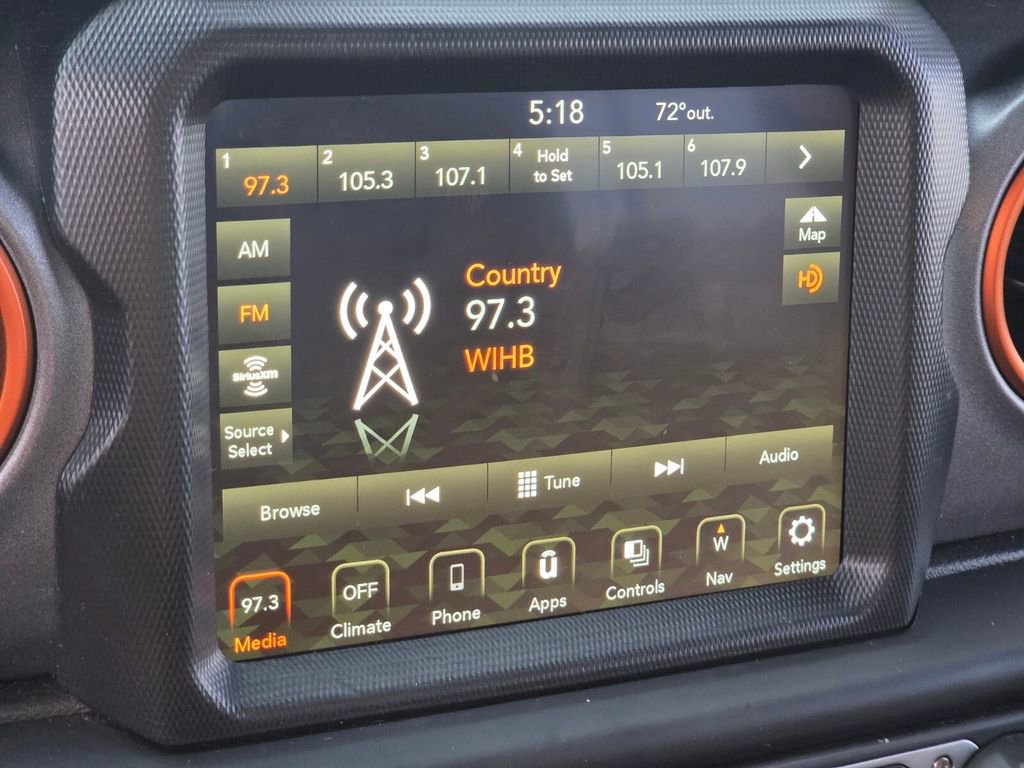 5:18 72°out.
1 97.3 2 105.3 3 107.1 4 Hold to Set 5 105.1 6 107.9
AM
Map
FM
HD
SiriusXM
Source
Select
Country
97.3
WIHB
Browse Tune Audio
97.3 OFF û W
Media Climate Phone Apps Controls Nav Settings